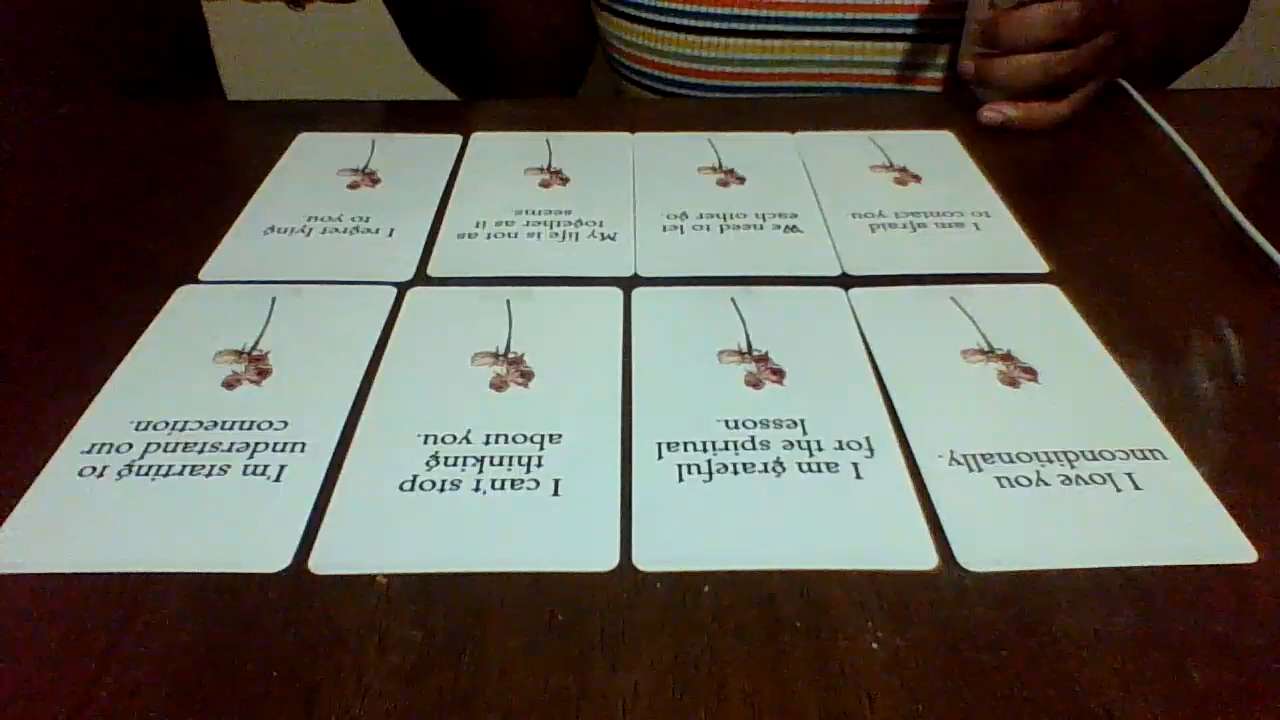 I love you
unconditionally.
I am grateful
for the spiritual
lesson.
I can't stop
thinking
about you.
I'm starting to
understand our
connection.
I am afraid
to contact you
We need to let
each other go.
My life is not as
together as it
seems.
I regret lying
to you.